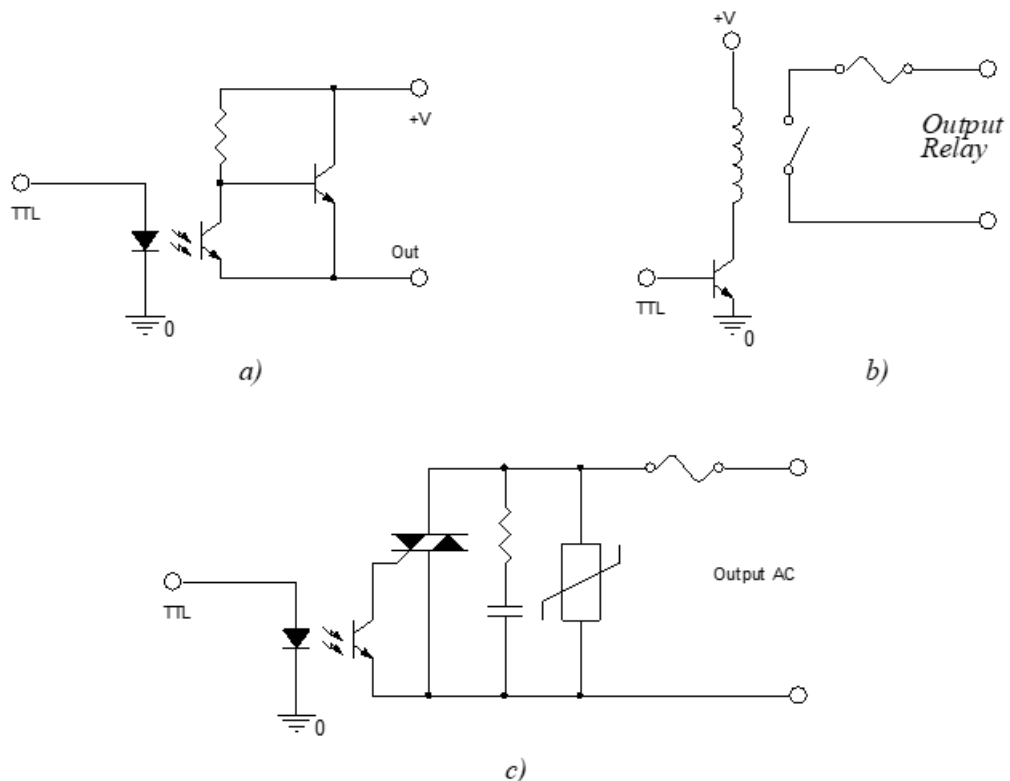 +V
TTL
Out
0
a)
+V
Output
Relay
TTL
0
b)
TTL
Output AC
0
c)